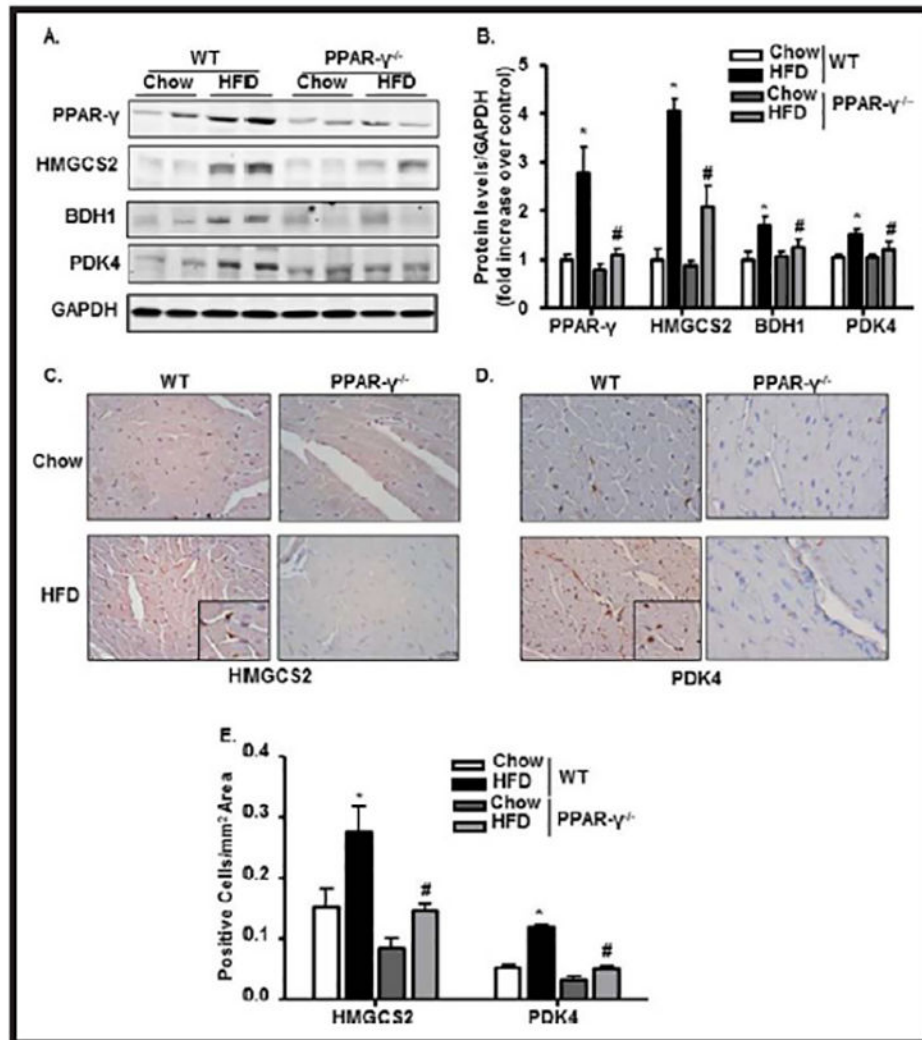 A.
WT PPAR-γ-/-
Chow HFD Chow HFD
PPAR-γ
HMGCS2
BDH1
PDK4
GAPDH
B.
Chow WT
HFD
Chow PPAR-γ-/-
HFD
Protein levels/GAPDH
(fold increase over control)
5
4
3
2
1
0
* * * *
# # # #
PPAR-γ HMGCS2 BDH1 PDK4
C.
WT PPAR-γ-/-
Chow
HFD
HMGCS2
D.
WT PPAR-γ-/-
PDK4
E.
Chow WT
HFD
Chow PPAR-γ-/-
HFD
Positive Cells/mm² Area
0.4
0.3
0.2
0.1
0.0
* #
* #
HMGCS2 PDK4